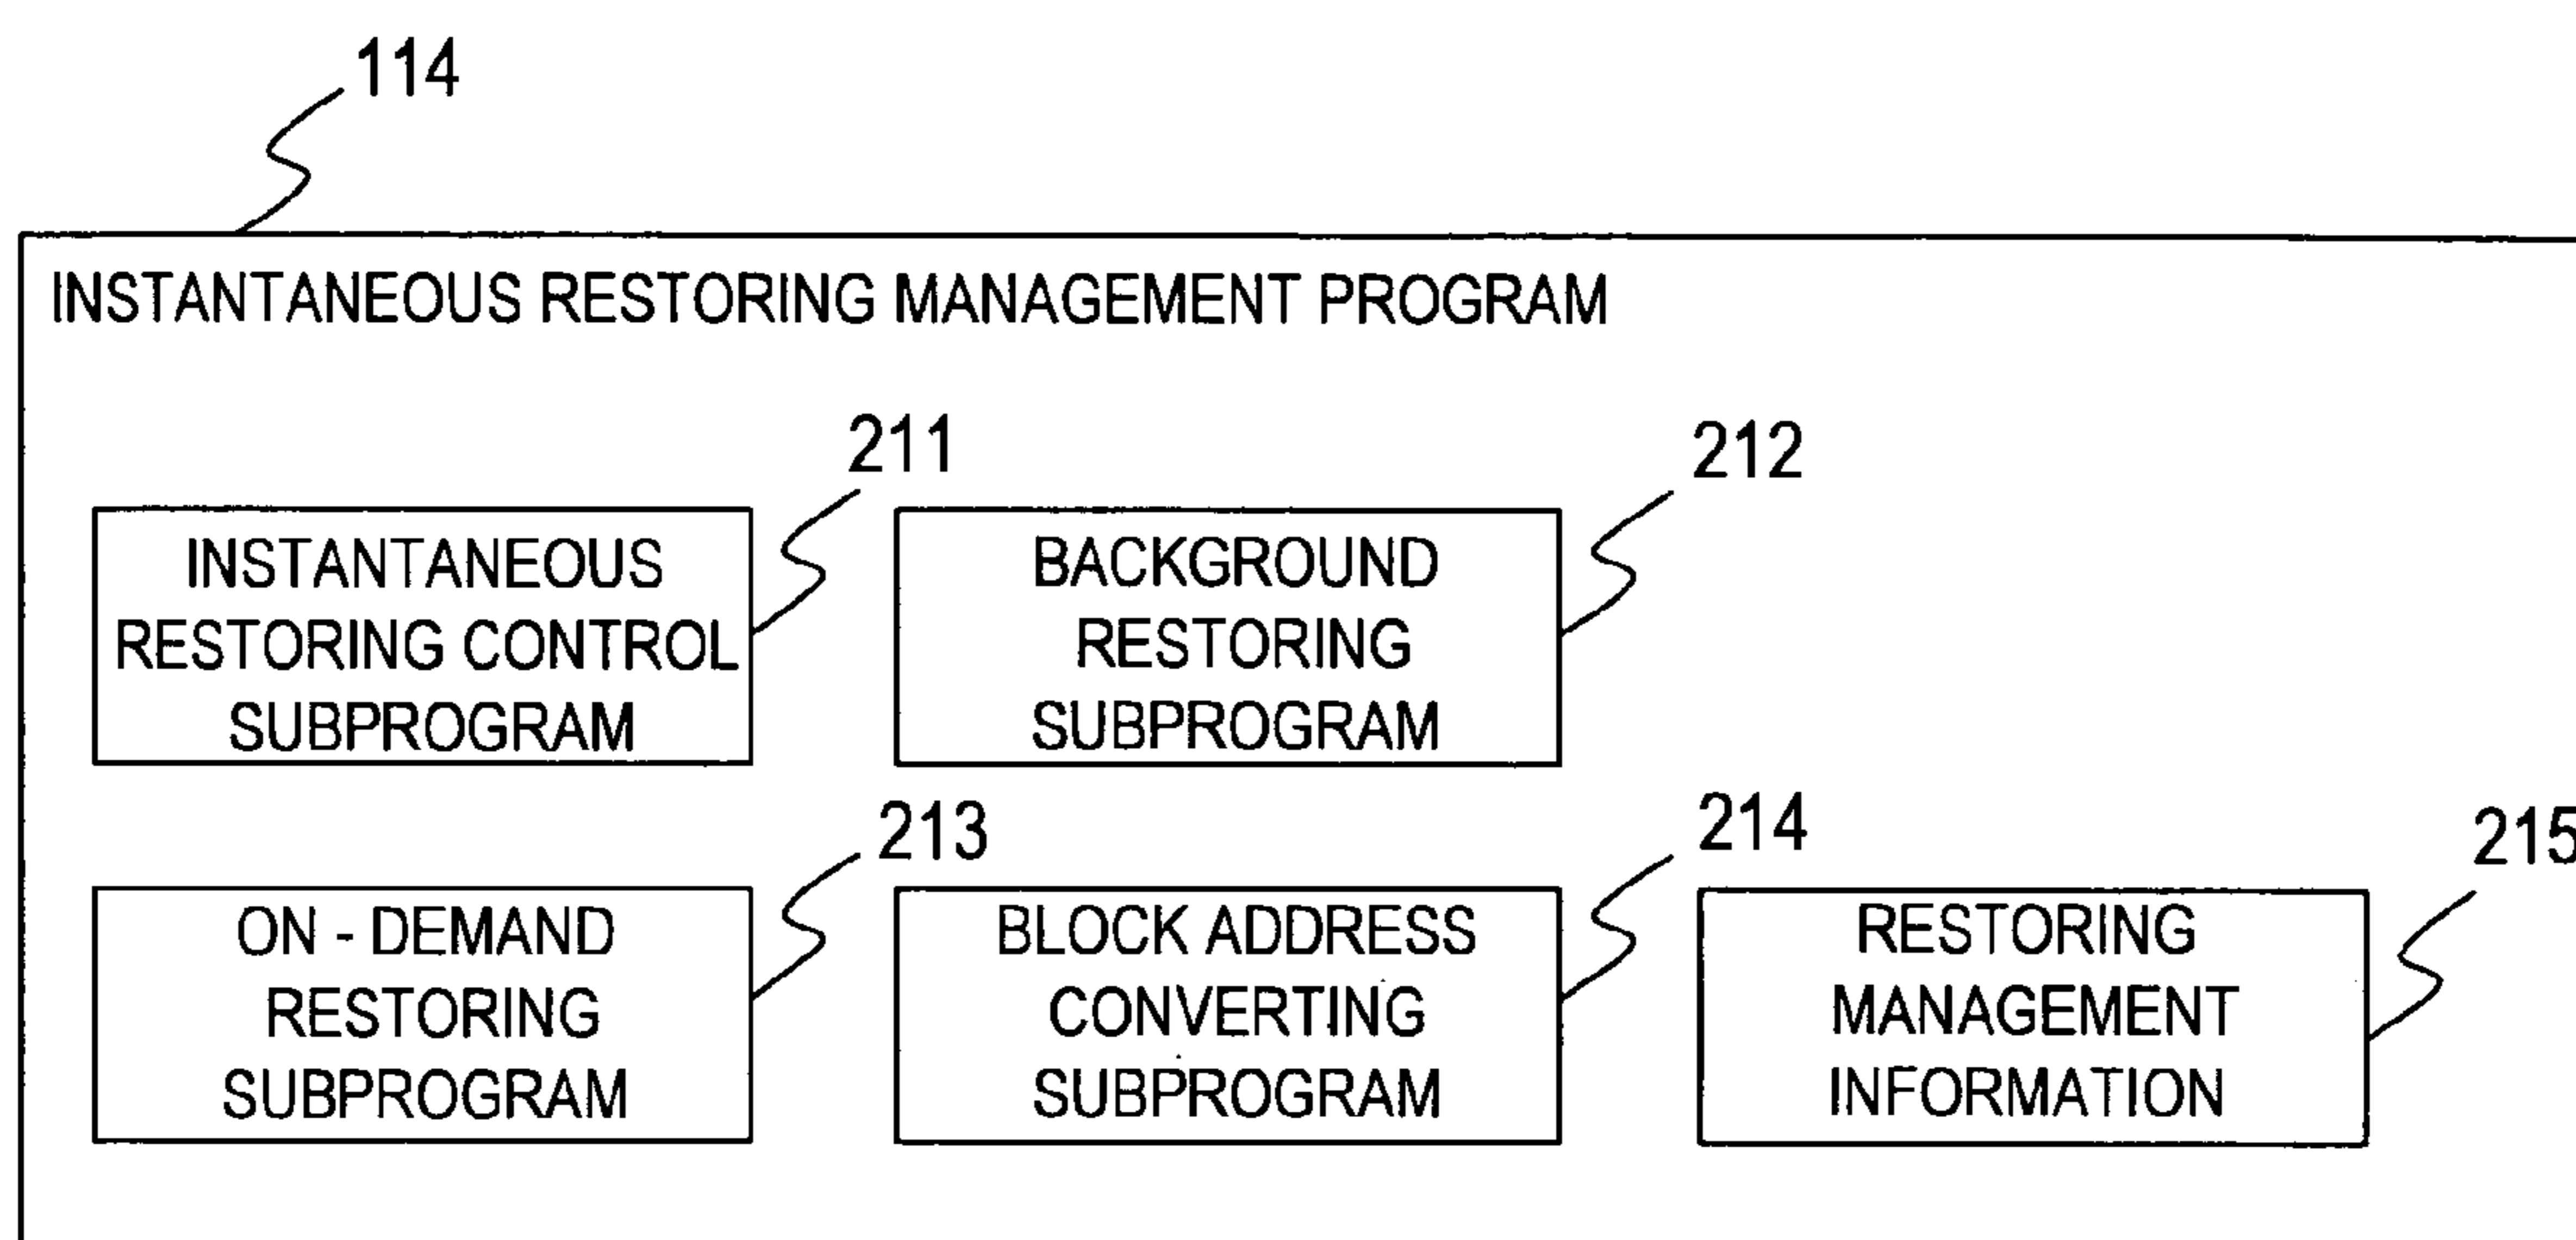 114
INSTANTANEOUS RESTORING MANAGEMENT PROGRAM
211
INSTANTANEOUS
RESTORING CONTROL
SUBPROGRAM
212
BACKGROUND
RESTORING
SUBPROGRAM
213
ON - DEMAND
RESTORING
SUBPROGRAM
214
BLOCK ADDRESS
CONVERTING
SUBPROGRAM
215
RESTORING
MANAGEMENT
INFORMATION